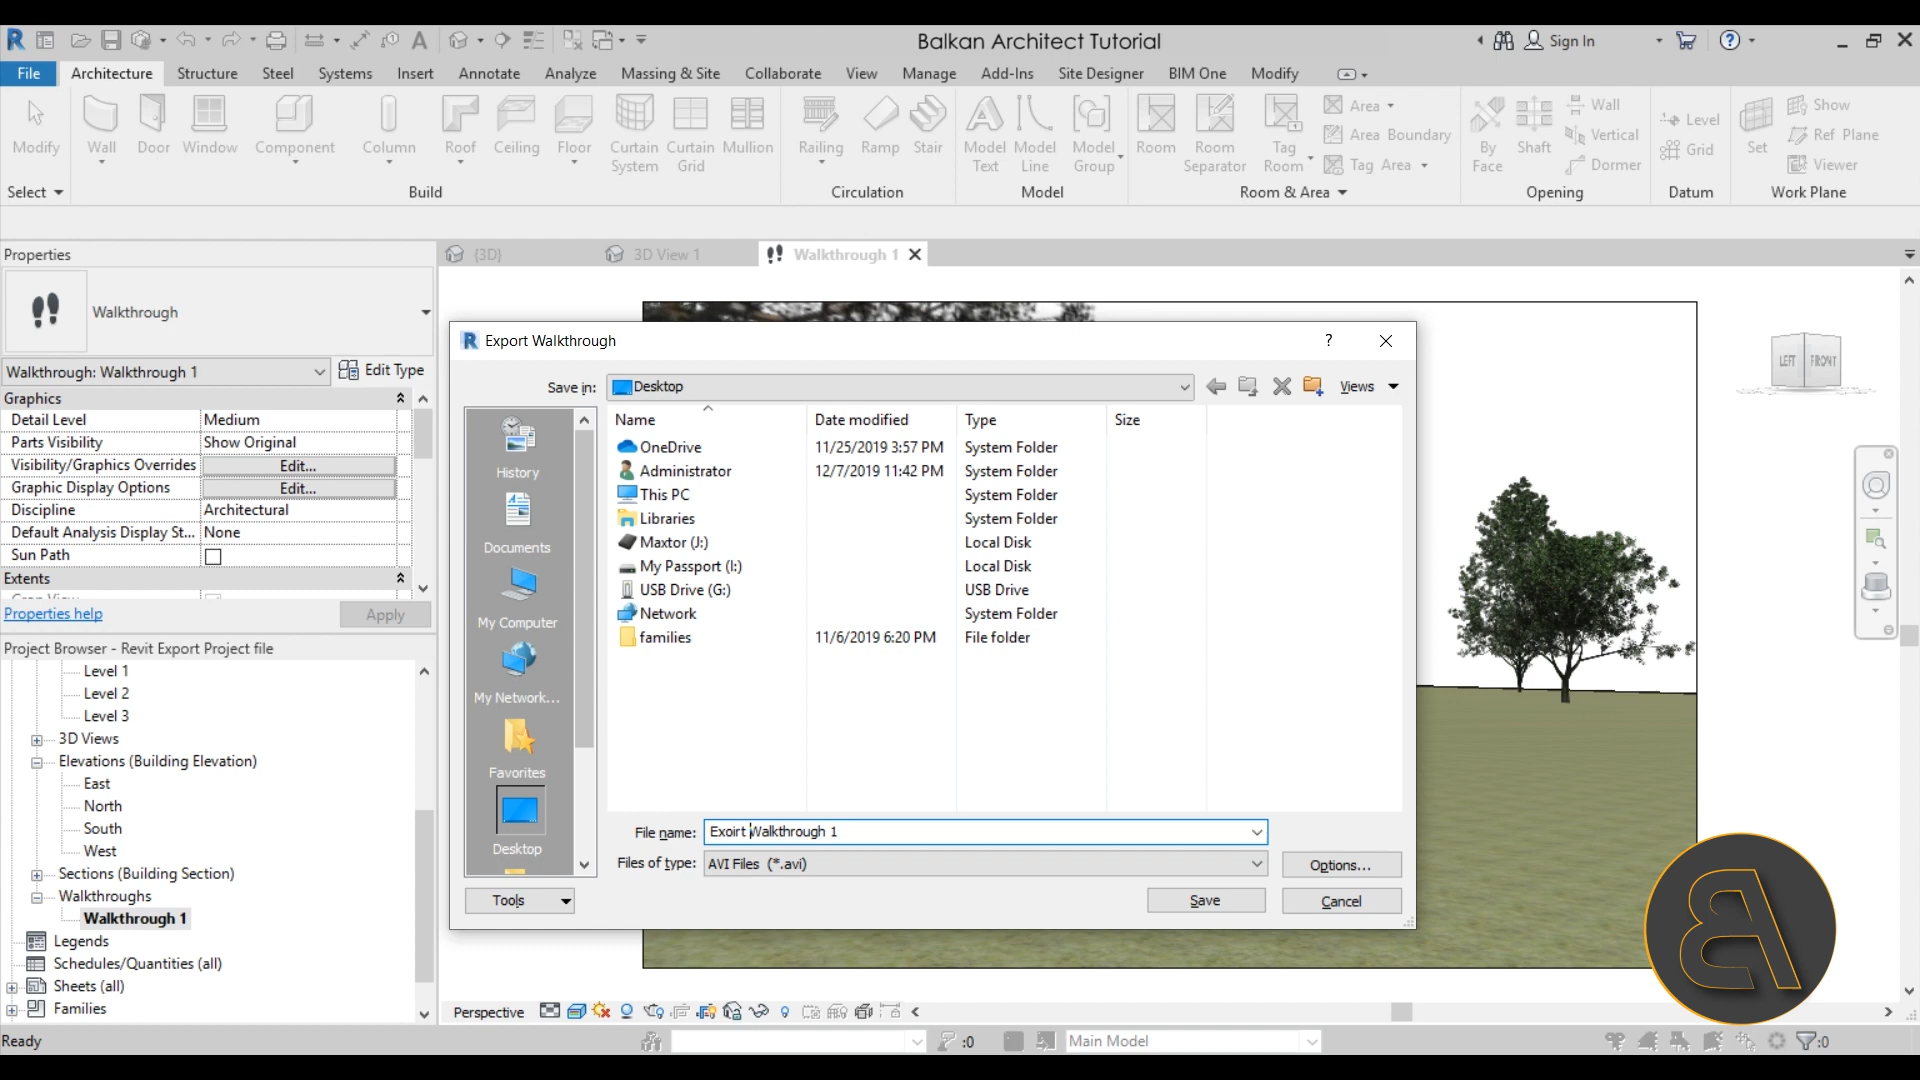 Balkan Architect Tutorial
Sign In
File Architecture Structure Steel Systems Insert Annotate Analyze Massing & Site Collaborate View Manage Add-Ins Site Designer BIM One Modify
Modify Wall Door Window Component Column Roof Ceiling Floor Curtain System Curtain Grid Mullion Railing Ramp Stair Model Text Model Line Model Group Room Room Separator Tag Room
Area
Area Boundary
Tag Area
By Face Shaft
Wall
Vertical
Dormer
Level
Grid
Set
Show
Ref Plane
Viewer
Select Build Circulation Model Room & Area Opening Datum Work Plane
Properties
{3D} 3D View 1 Walkthrough 1
Walkthrough
Walkthrough: Walkthrough 1 Edit Type
Graphics
Detail Level Medium
Parts Visibility Show Original
Visibility/Graphics Overrides Edit...
Graphic Display Options Edit...
Discipline Architectural
Default Analysis Display St... None
Sun Path
Extents
Crop View
Properties help Apply
Project Browser - Revit Export Project file
Level 1
Level 2
Level 3
3D Views
Elevations (Building Elevation)
East
North
South
West
Sections (Building Section)
Walkthroughs
Walkthrough 1
Legends
Schedules/Quantities (all)
Sheets (all)
Families
R Export Walkthrough ?
Save in: Desktop Views
History
Documents
My Computer
My Network...
Favorites
Desktop
Name Date modified Type Size
OneDrive 11/25/2019 3:57 PM System Folder
Administrator 12/7/2019 11:42 PM System Folder
This PC System Folder
Libraries System Folder
Maxtor (J:) Local Disk
My Passport (I:) Local Disk
USB Drive (G:) USB Drive
Network System Folder
families 11/6/2019 6:20 PM File folder
File name: Exoirt Walkthrough 1
Files of type: AVI Files (*.avi) Options...
Tools Save Cancel
LEFT FRONT
Perspective
Ready :0 Main Model :0